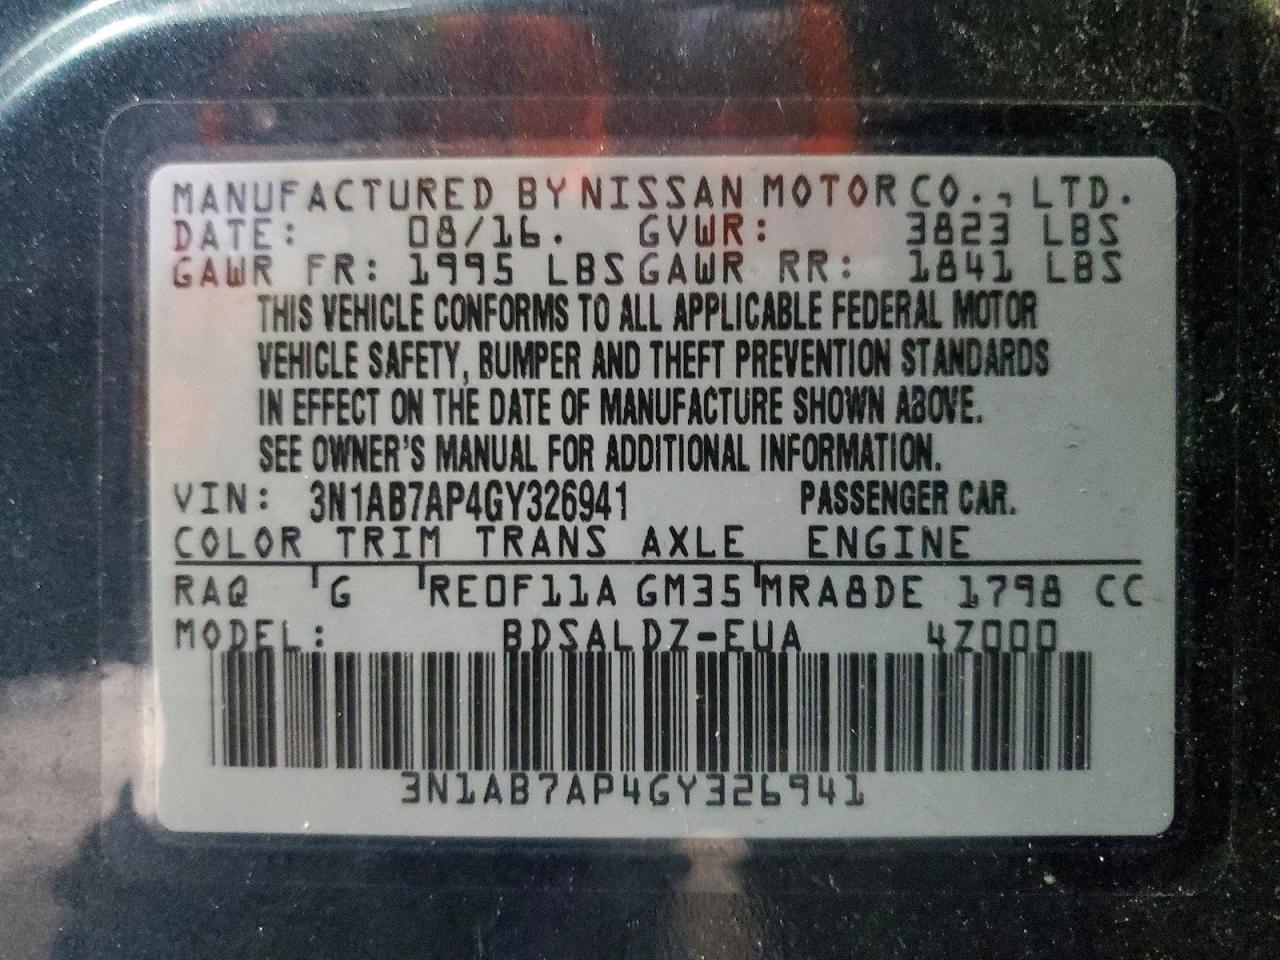 MANUFACTURED BY NISSAN MOTOR CO., LTD.
DATE: 08/16. GVWR: 3823 LBS
GAWR FR: 1995 LBS GAWR RR: 1841 LBS
THIS VEHICLE CONFORMS TO ALL APPLICABLE FEDERAL MOTOR
VEHICLE SAFETY, BUMPER AND THEFT PREVENTION STANDARDS
IN EFFECT ON THE DATE OF MANUFACTURE SHOWN ABOVE.
SEE OWNER'S MANUAL FOR ADDITIONAL INFORMATION.
VIN: 3N1AB7AP4GY326941 PASSENGER CAR.
COLOR TRIM TRANS AXLE ENGINE
RAQ G RE0F11A GM35 MRA8DE 1798 CC
MODEL: BDSALDZ-EUA 4Z000
3N1AB7AP4GY326941